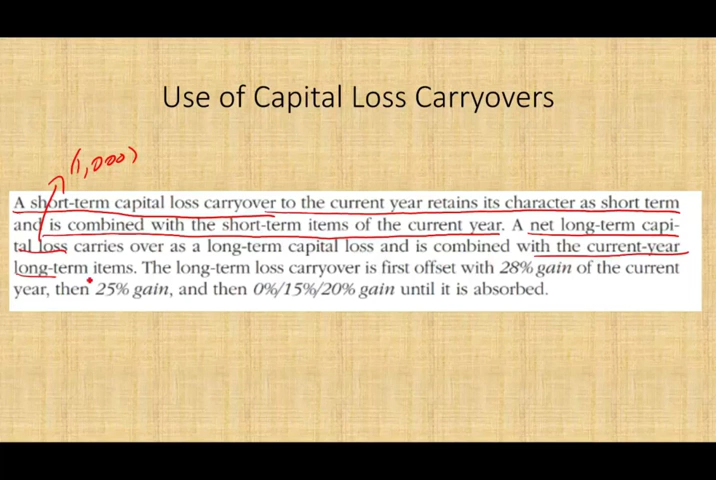 Use of Capital Loss Carryovers
(1,000)
A short-term capital loss carryover to the current year retains its character as short term
and is combined with the short-term items of the current year. A net long-term capi-
tal loss carries over as a long-term capital loss and is combined with the current-year
long-term items. The long-term loss carryover is first offset with 28% gain of the current
year, then 25% gain, and then 0%/15%/20% gain until it is absorbed.